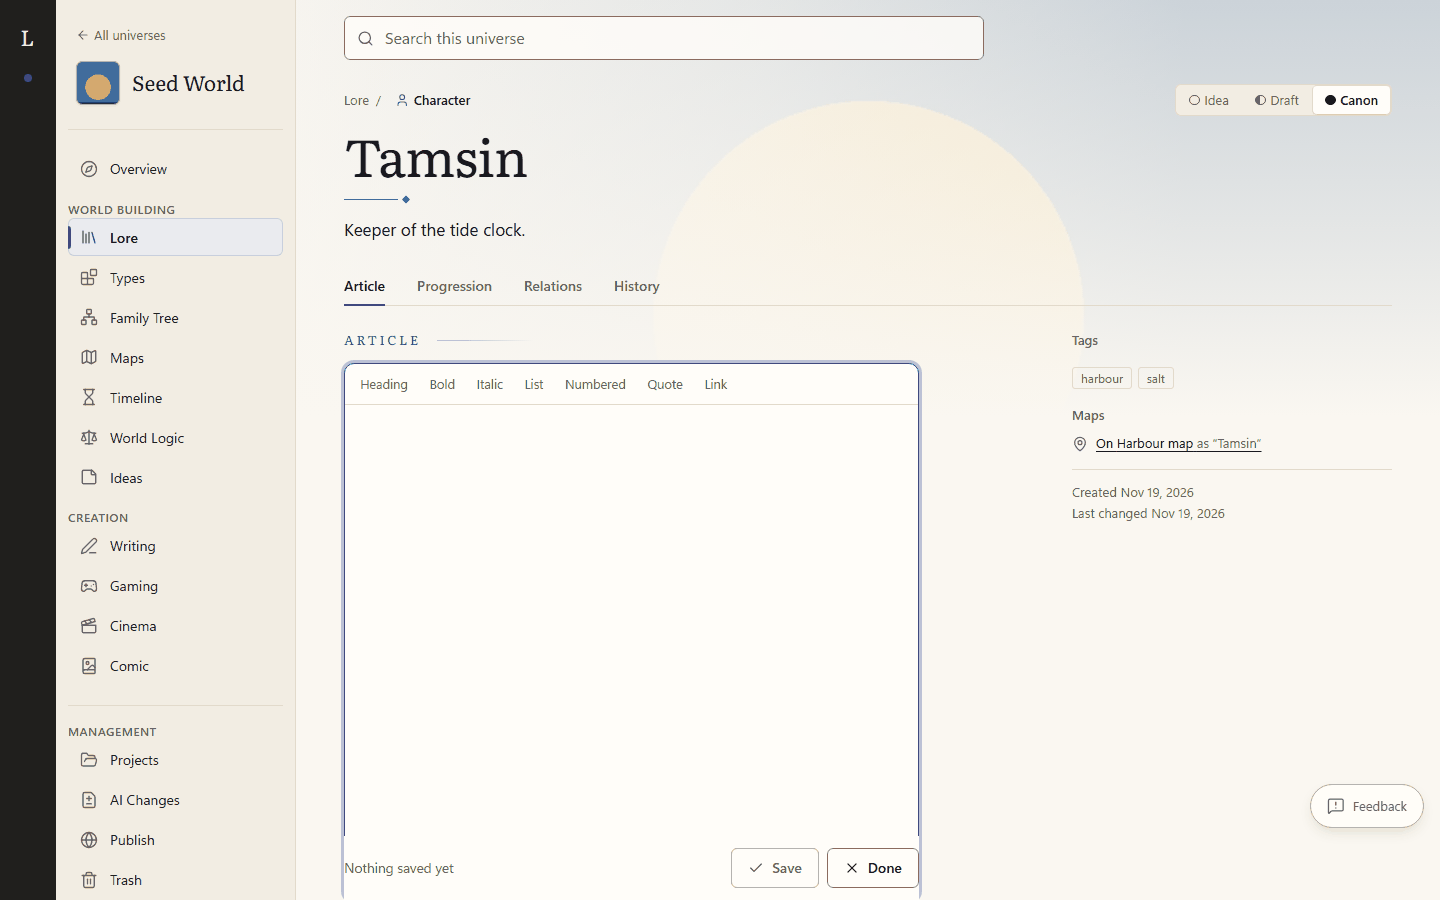 L
All universes
Seed World
Overview
WORLD BUILDING
Lore
Types
Family Tree
Maps
Timeline
World Logic
Ideas
CREATION
Writing
Gaming
Cinema
Comic
MANAGEMENT
Projects
AI Changes
Publish
Trash
Search this universe
Lore / Character
Idea Draft Canon
Tamsin
Keeper of the tide clock.
Article Progression Relations History
ARTICLE
Heading Bold Italic List Numbered Quote Link
Nothing saved yet
Save Done
Tags
harbour salt
Maps
On Harbour map as “Tamsin”
Created Nov 19, 2026
Last changed Nov 19, 2026
Feedback